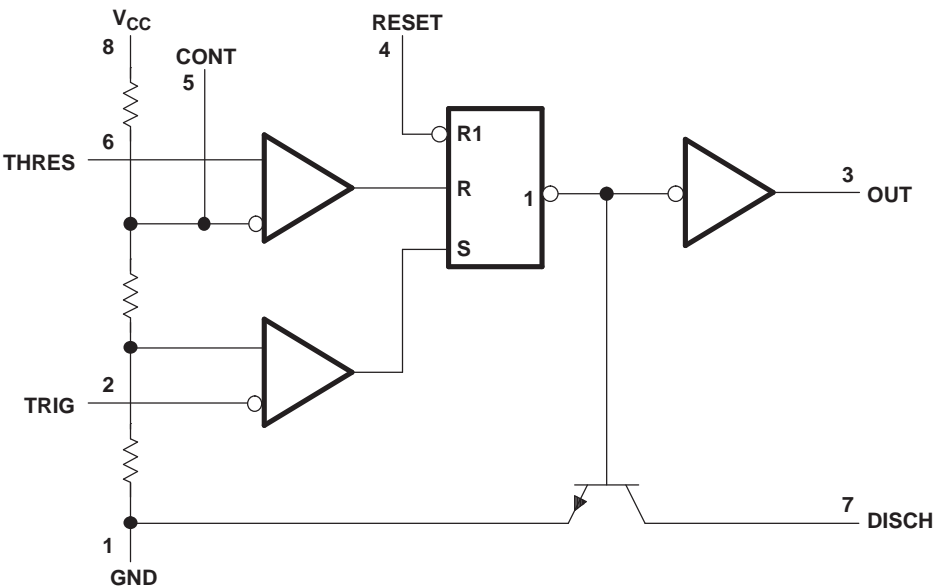 VCC
8
CONT
5
RESET
4
6
THRES
R1
R
1
S
3
OUT
2
TRIG
7
DISCH
1
GND